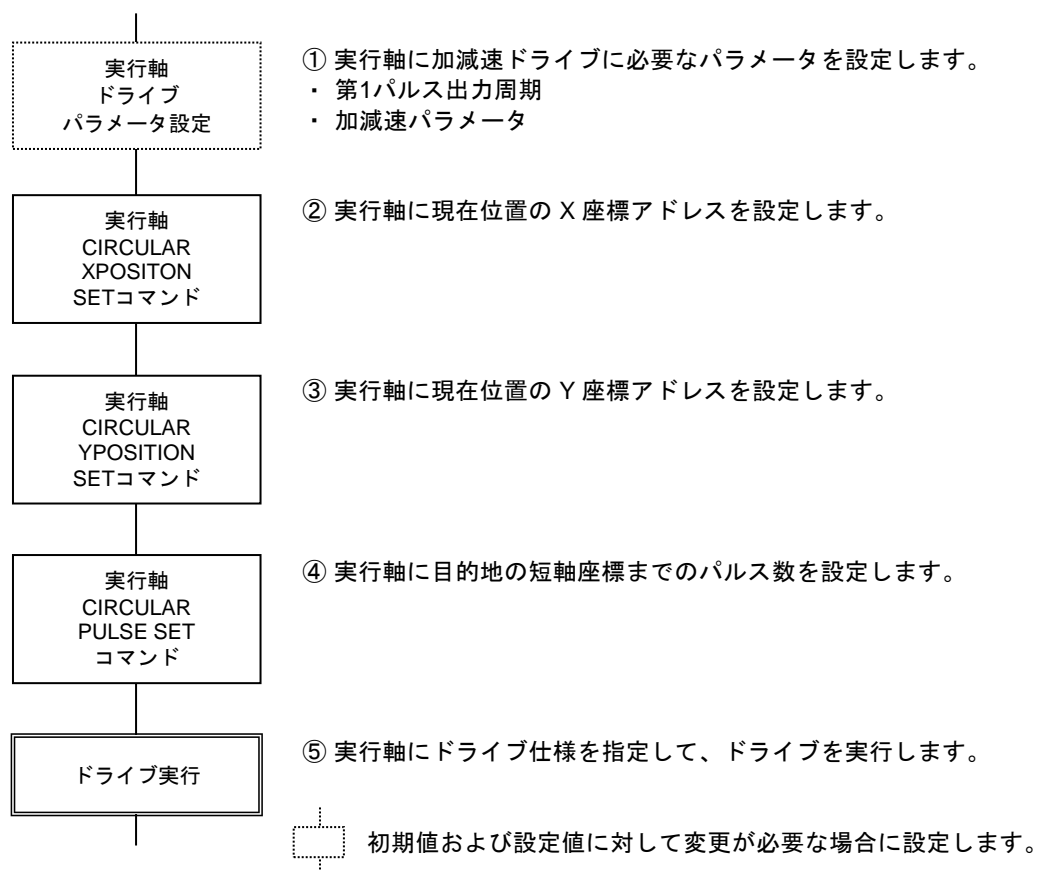 実行軸
ドライブ
パラメータ設定
① 実行軸に加減速ドライブに必要なパラメータを設定します。
・ 第1パルス出力周期
・ 加減速パラメータ
実行軸
CIRCULAR
XPOSITON
SETコマンド
② 実行軸に現在位置の X 座標アドレスを設定します。
実行軸
CIRCULAR
YPOSITION
SETコマンド
③ 実行軸に現在位置の Y 座標アドレスを設定します。
実行軸
CIRCULAR
PULSE SET
コマンド
④ 実行軸に目的地の短軸座標までのパルス数を設定します。
ドライブ実行
⑤ 実行軸にドライブ仕様を指定して、ドライブを実行します。
初期値および設定値に対して変更が必要な場合に設定します。